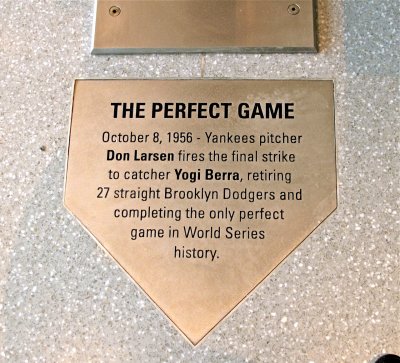 THE PERFECT GAME
October 8, 1956 - Yankees pitcher
Don Larsen fires the final strike
to catcher Yogi Berra, retiring
27 straight Brooklyn Dodgers and
completing the only perfect
game in World Series
history.